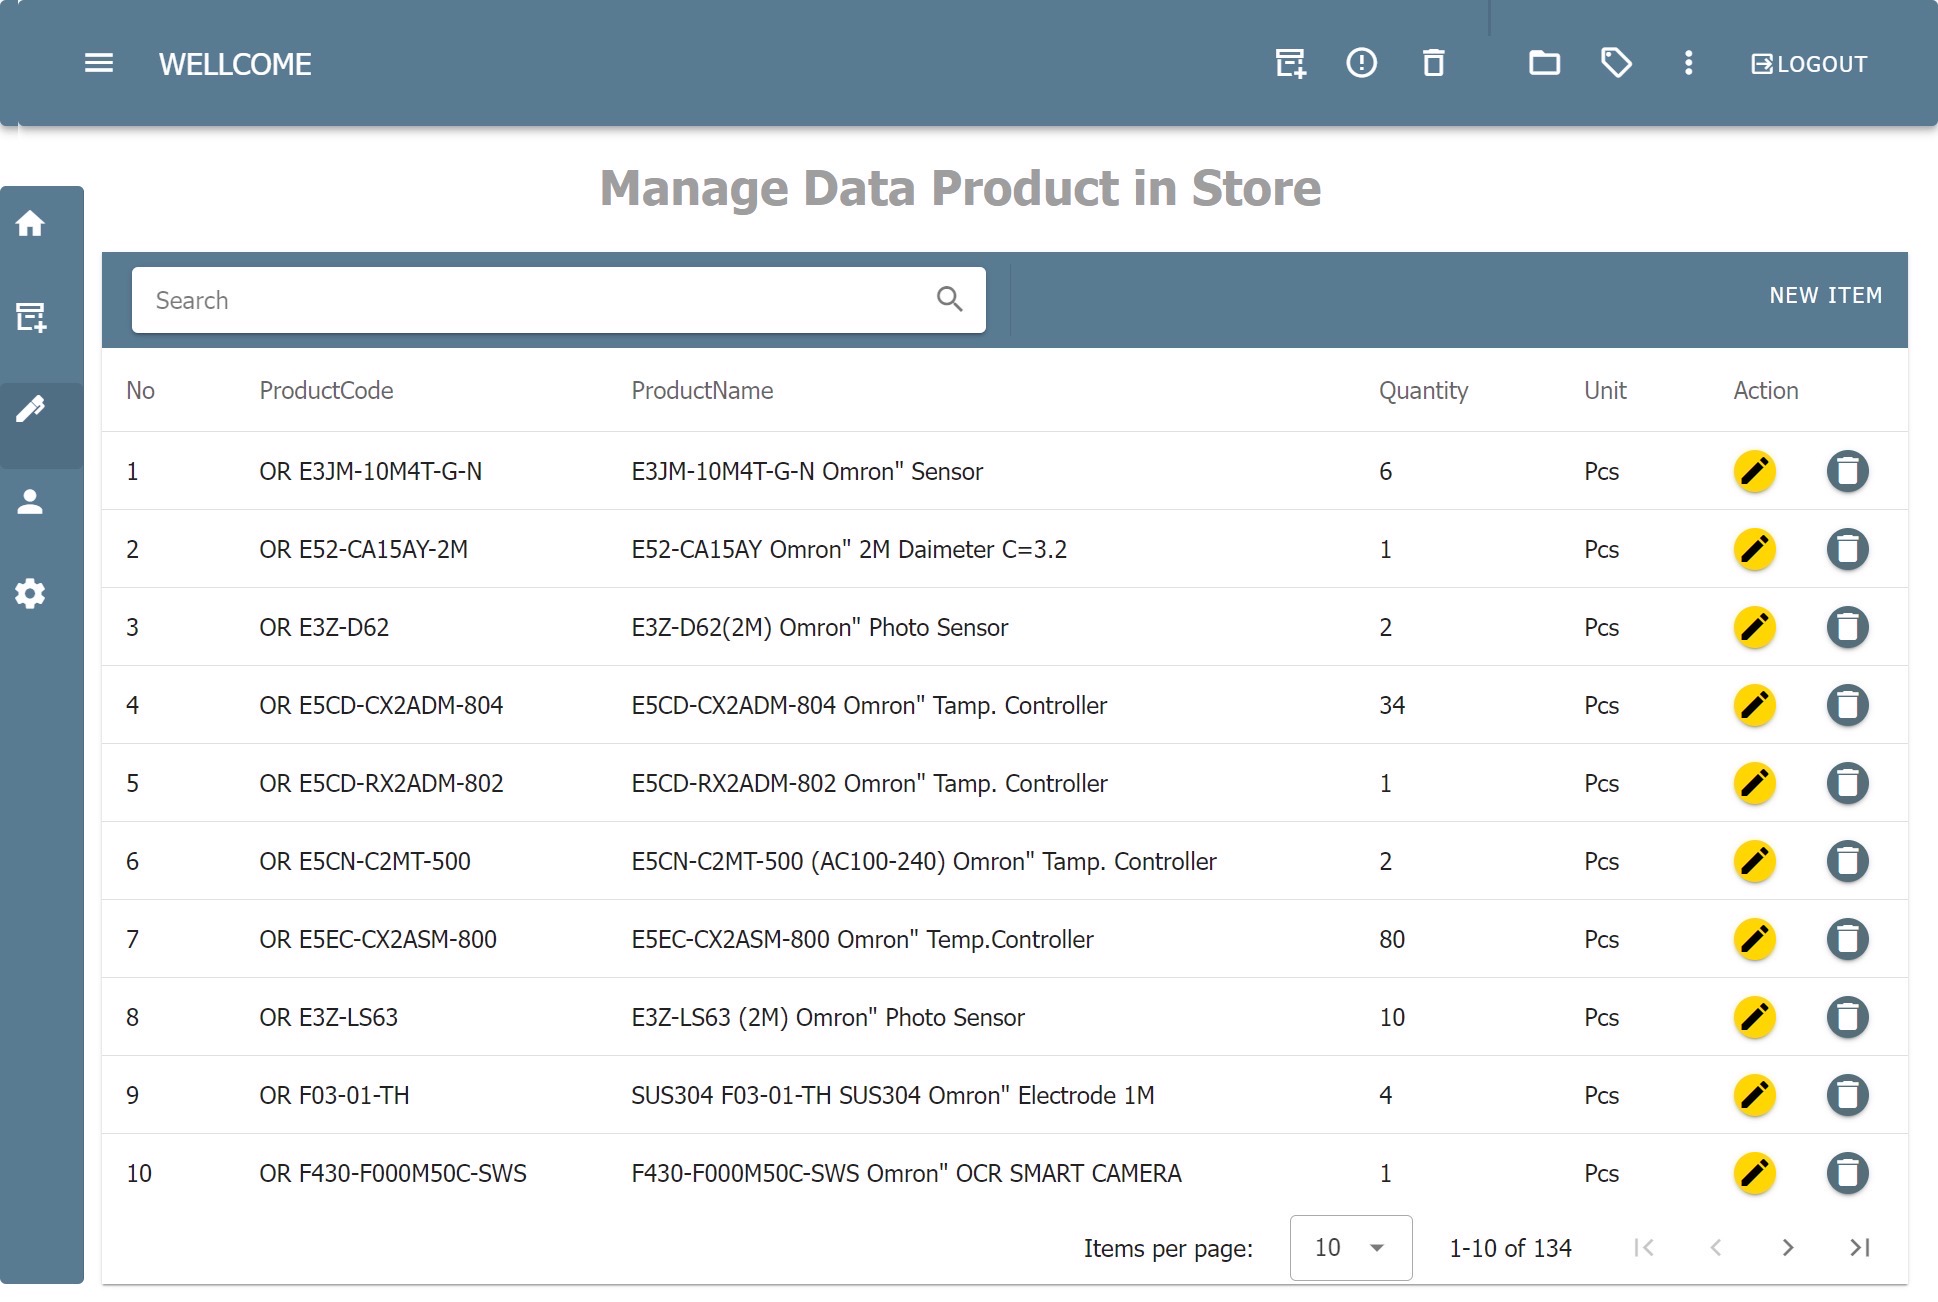 WELLCOME LOGOUT
Manage Data Product in Store
Search NEW ITEM
No ProductCode ProductName Quantity Unit Action
1 OR E3JM-10M4T-G-N E3JM-10M4T-G-N Omron" Sensor 6 Pcs
2 OR E52-CA15AY-2M E52-CA15AY Omron" 2M Daimeter C=3.2 1 Pcs
3 OR E3Z-D62 E3Z-D62(2M) Omron" Photo Sensor 2 Pcs
4 OR E5CD-CX2ADM-804 E5CD-CX2ADM-804 Omron" Tamp. Controller 34 Pcs
5 OR E5CD-RX2ADM-802 E5CD-RX2ADM-802 Omron" Tamp. Controller 1 Pcs
6 OR E5CN-C2MT-500 E5CN-C2MT-500 (AC100-240) Omron" Tamp. Controller 2 Pcs
7 OR E5EC-CX2ASM-800 E5EC-CX2ASM-800 Omron" Temp.Controller 80 Pcs
8 OR E3Z-LS63 E3Z-LS63 (2M) Omron" Photo Sensor 10 Pcs
9 OR F03-01-TH SUS304 F03-01-TH SUS304 Omron" Electrode 1M 4 Pcs
10 OR F430-F000M50C-SWS F430-F000M50C-SWS Omron" OCR SMART CAMERA 1 Pcs
Items per page: 10 1-10 of 134